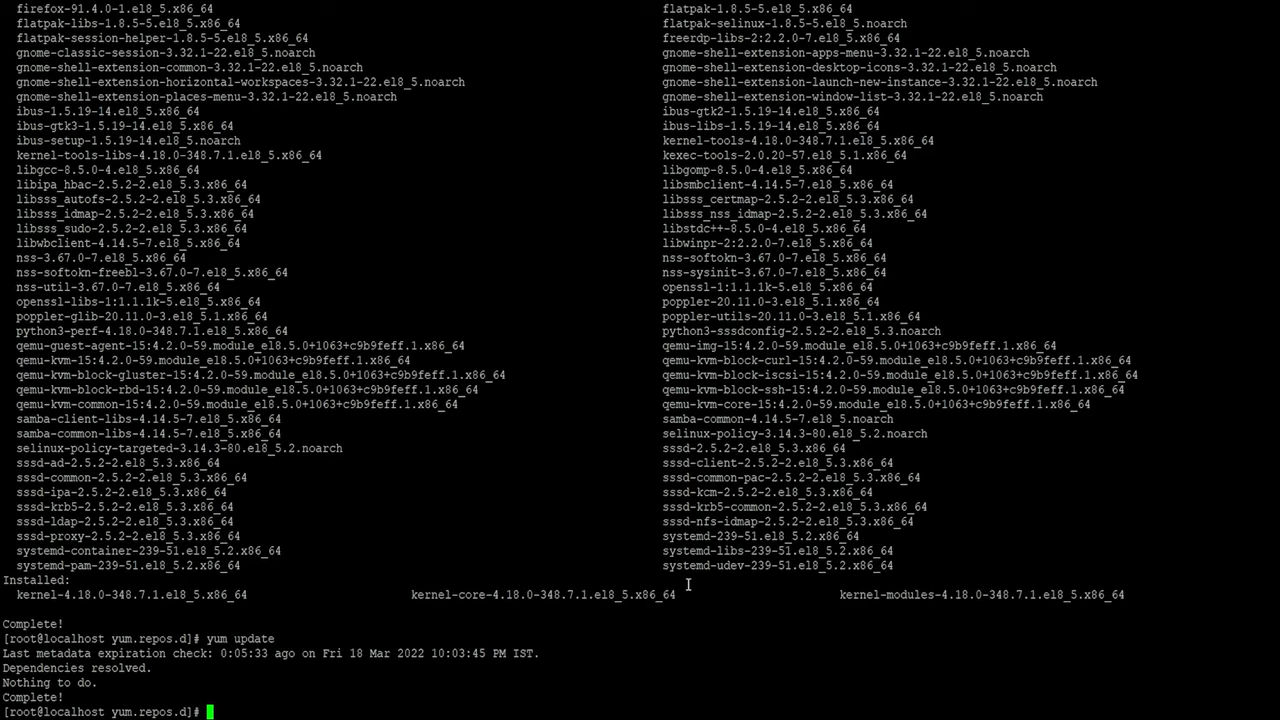 firefox-91.4.0-1.el8_5.x86_64 flatpak-1.8.5-5.el8_5.x86_64
flatpak-libs-1.8.5-5.el8_5.x86_64 flatpak-selinux-1.8.5-5.el8_5.noarch
flatpak-session-helper-1.8.5-5.el8_5.x86_64 freerdp-libs-2:2.2.0-7.el8_5.x86_64
gnome-classic-session-3.32.1-22.el8_5.noarch gnome-shell-extension-apps-menu-3.32.1-22.el8_5.noarch
gnome-shell-extension-common-3.32.1-22.el8_5.noarch gnome-shell-extension-desktop-icons-3.32.1-22.el8_5.noarch
gnome-shell-extension-horizontal-workspaces-3.32.1-22.el8_5.noarch gnome-shell-extension-launch-new-instance-3.32.1-22.el8_5.noarch
gnome-shell-extension-places-menu-3.32.1-22.el8_5.noarch gnome-shell-extension-window-list-3.32.1-22.el8_5.noarch
ibus-1.5.19-14.el8_5.x86_64 ibus-gtk2-1.5.19-14.el8_5.x86_64
ibus-gtk3-1.5.19-14.el8_5.x86_64 ibus-libs-1.5.19-14.el8_5.x86_64
ibus-setup-1.5.19-14.el8_5.noarch kernel-tools-4.18.0-348.7.1.el8_5.x86_64
kernel-tools-libs-4.18.0-348.7.1.el8_5.x86_64 kexec-tools-2.0.20-57.el8_5.1.x86_64
libgcc-8.5.0-4.el8_5.x86_64 libgomp-8.5.0-4.el8_5.x86_64
libipa_hbac-2.5.2-2.el8_5.3.x86_64 libsmbclient-4.14.5-7.el8_5.x86_64
libsss_autofs-2.5.2-2.el8_5.3.x86_64 libsss_certmap-2.5.2-2.el8_5.3.x86_64
libsss_idmap-2.5.2-2.el8_5.3.x86_64 libsss_nss_idmap-2.5.2-2.el8_5.3.x86_64
libsss_sudo-2.5.2-2.el8_5.3.x86_64 libstdc++-8.5.0-4.el8_5.x86_64
libwbclient-4.14.5-7.el8_5.x86_64 libwinpr-2:2.2.0-7.el8_5.x86_64
nss-3.67.0-7.el8_5.x86_64 nss-softokn-3.67.0-7.el8_5.x86_64
nss-softokn-freebl-3.67.0-7.el8_5.x86_64 nss-sysinit-3.67.0-7.el8_5.x86_64
nss-util-3.67.0-7.el8_5.x86_64 openssl-1:1.1.1k-5.el8_5.x86_64
openssl-libs-1:1.1.1k-5.el8_5.x86_64 poppler-20.11.0-3.el8_5.1.x86_64
poppler-glib-20.11.0-3.el8_5.1.x86_64 poppler-utils-20.11.0-3.el8_5.1.x86_64
python3-perf-4.18.0-348.7.1.el8_5.x86_64 python3-sssdconfig-2.5.2-2.el8_5.3.noarch
qemu-guest-agent-15:4.2.0-59.module_el8.5.0+1063+c9b9feff.1.x86_64 qemu-img-15:4.2.0-59.module_el8.5.0+1063+c9b9feff.1.x86_64
qemu-kvm-15:4.2.0-59.module_el8.5.0+1063+c9b9feff.1.x86_64 qemu-kvm-block-curl-15:4.2.0-59.module_el8.5.0+1063+c9b9feff.1.x86_64
qemu-kvm-block-gluster-15:4.2.0-59.module_el8.5.0+1063+c9b9feff.1.x86_64 qemu-kvm-block-iscsi-15:4.2.0-59.module_el8.5.0+1063+c9b9feff.1.x86_64
qemu-kvm-block-rbd-15:4.2.0-59.module_el8.5.0+1063+c9b9feff.1.x86_64 qemu-kvm-block-ssh-15:4.2.0-59.module_el8.5.0+1063+c9b9feff.1.x86_64
qemu-kvm-common-15:4.2.0-59.module_el8.5.0+1063+c9b9feff.1.x86_64 qemu-kvm-core-15:4.2.0-59.module_el8.5.0+1063+c9b9feff.1.x86_64
samba-client-libs-4.14.5-7.el8_5.x86_64 samba-common-4.14.5-7.el8_5.noarch
samba-common-libs-4.14.5-7.el8_5.x86_64 selinux-policy-3.14.3-80.el8_5.2.noarch
selinux-policy-targeted-3.14.3-80.el8_5.2.noarch sssd-2.5.2-2.el8_5.3.x86_64
sssd-ad-2.5.2-2.el8_5.3.x86_64 sssd-client-2.5.2-2.el8_5.3.x86_64
sssd-common-2.5.2-2.el8_5.3.x86_64 sssd-common-pac-2.5.2-2.el8_5.3.x86_64
sssd-ipa-2.5.2-2.el8_5.3.x86_64 sssd-kcm-2.5.2-2.el8_5.3.x86_64
sssd-krb5-2.5.2-2.el8_5.3.x86_64 sssd-krb5-common-2.5.2-2.el8_5.3.x86_64
sssd-ldap-2.5.2-2.el8_5.3.x86_64 sssd-nfs-idmap-2.5.2-2.el8_5.3.x86_64
sssd-proxy-2.5.2-2.el8_5.3.x86_64 systemd-239-51.el8_5.2.x86_64
systemd-container-239-51.el8_5.2.x86_64 systemd-libs-239-51.el8_5.2.x86_64
systemd-pam-239-51.el8_5.2.x86_64 systemd-udev-239-51.el8_5.2.x86_64
Installed:
kernel-4.18.0-348.7.1.el8_5.x86_64 kernel-core-4.18.0-348.7.1.el8_5.x86_64 kernel-modules-4.18.0-348.7.1.el8_5.x86_64
Complete!
[root@localhost yum.repos.d]# yum update
Last metadata expiration check: 0:05:33 ago on Fri 18 Mar 2022 10:03:45 PM IST.
Dependencies resolved.
Nothing to do.
Complete!
[root@localhost yum.repos.d]#